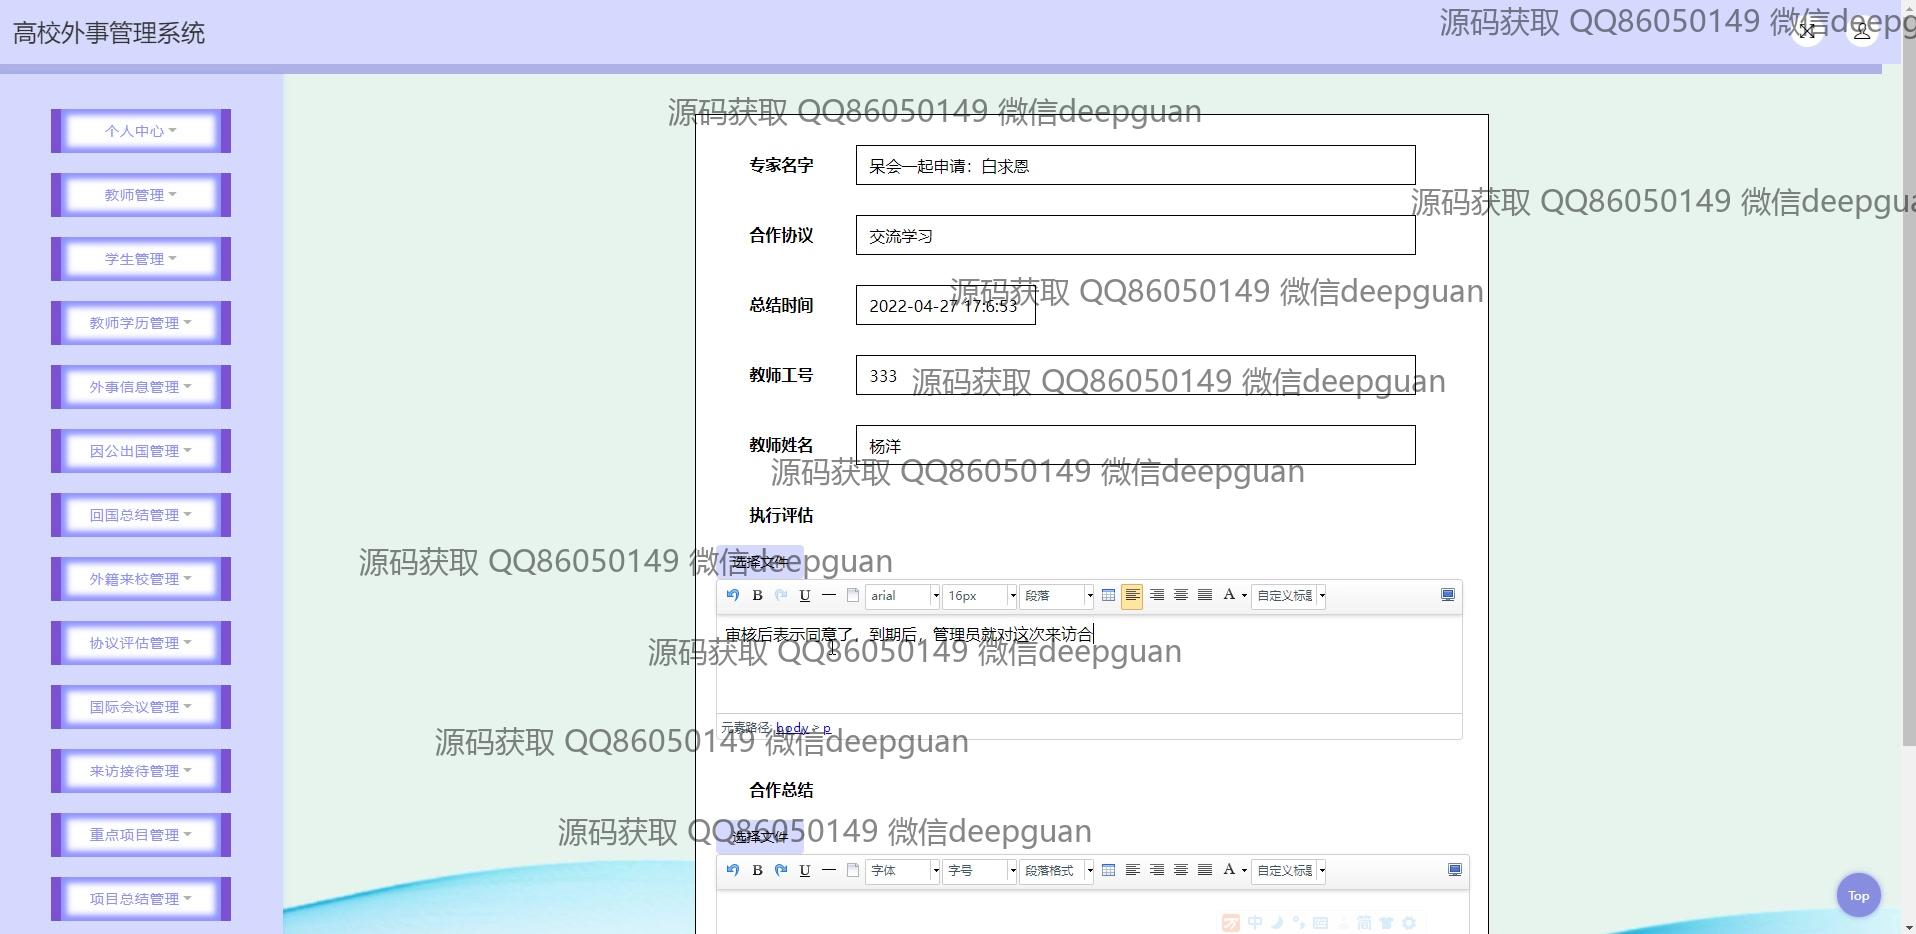 高校外事管理系统
源码获取 QQ86050149 微信deepg
个人中心
教师管理
学生管理
教师学历管理
外事信息管理
因公出国管理
回国总结管理
外籍来校管理
协议评估管理
国际会议管理
来访接待管理
重点项目管理
项目总结管理
源码获取 QQ86050149 微信deepguan
专家名字
呆会一起申请：白求恩
源码获取 QQ86050149 微信deepgua
合作协议
交流学习
源码获取 QQ86050149 微信deepguan
总结时间
2022-04-27 17:6:53
教师工号
333
源码获取 QQ86050149 微信deepguan
教师姓名
杨洋
源码获取 QQ86050149 微信deepguan
执行评估
源码获取 QQ86050149 微信deepguan
选择文件
B U arial 16px 段落 A 自定义标题
审核后表示同意了，到期后，管理员就对这次来访合
源码获取 QQ86050149 微信deepguan
元素路径: body > p
源码获取 QQ86050149 微信deepguan
合作总结
源码获取 QQ86050149 微信deepguan
选择文件
B U 字体 字号 段落格式 A 自定义标题
Top
中 简